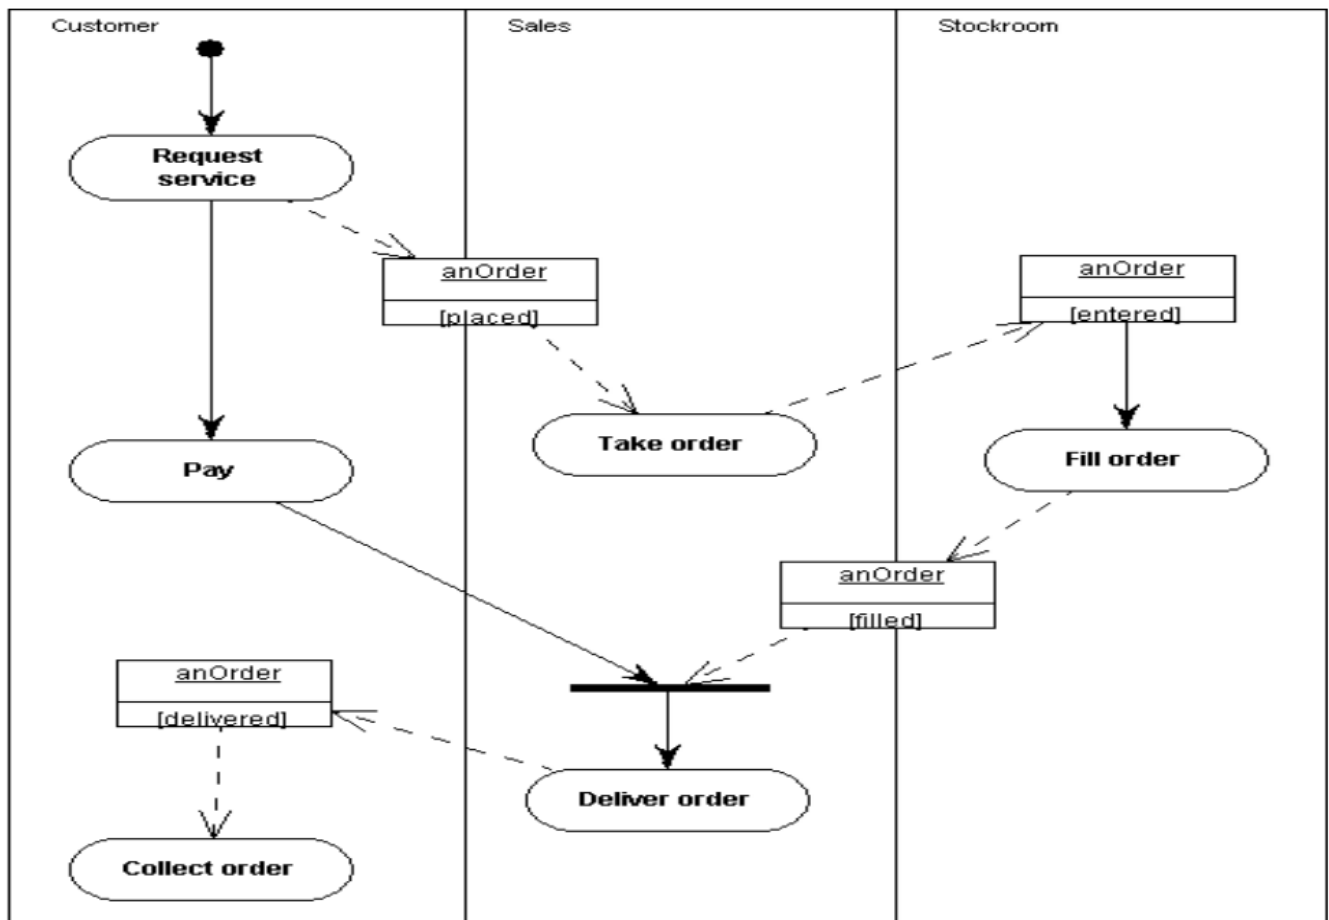 Customer
Sales
Stockroom
Request
service
anOrder
[placed]
anOrder
[entered]
Take order
Fill order
Pay
anOrder
[filled]
anOrder
[delivered]
Deliver order
Collect order